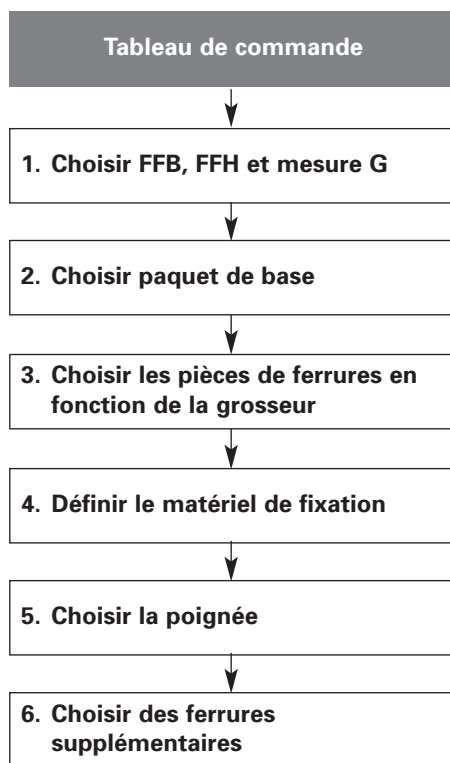 Tableau de commande
1. Choisir FFB, FFH et mesure G
2. Choisir paquet de base
3. Choisir les pièces de ferrures en
fonction de la grosseur
4. Définir le matériel de fixation
5. Choisir la poignée
6. Choisir des ferrures
supplémentaires